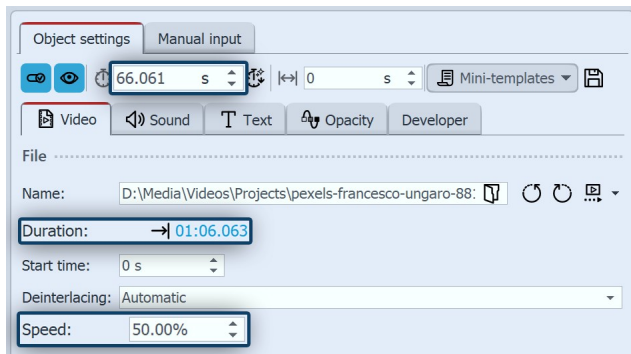 Object settings Manual input
66.061 s 0 s Mini-templates
Video Sound T Text Opacity Developer
File
Name: D:\Media\Videos\Projects\pexels-francesco-ungaro-881
Duration: 01:06.063
Start time: 0 s
Deinterlacing: Automatic
Speed: 50.00%